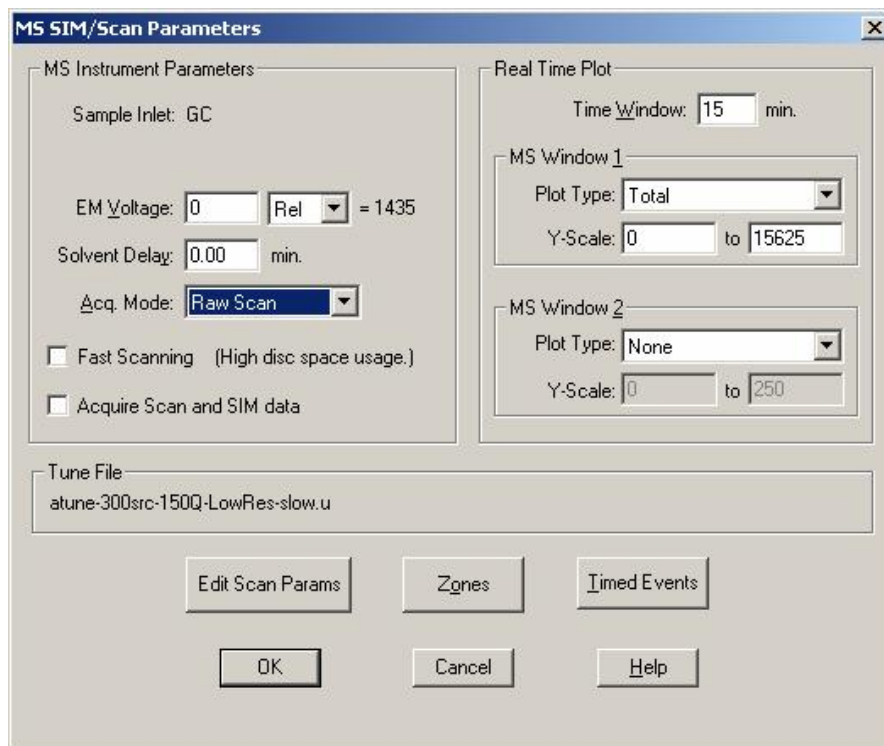 MS SIM/Scan Parameters
MS Instrument Parameters
Sample Inlet: GC
EM Voltage: 0 Rel = 1435
Solvent Delay: 0.00 min.
Acq. Mode: Raw Scan
Fast Scanning (High disc space usage.)
Acquire Scan and SIM data
Real Time Plot
Time Window: 15 min.
MS Window 1
Plot Type: Total
Y-Scale: 0 to 15625
MS Window 2
Plot Type: None
Y-Scale: 0 to 250
Tune File
atune-300src-150Q-LowRes-slow.u
Edit Scan Params Zones Timed Events
OK Cancel Help